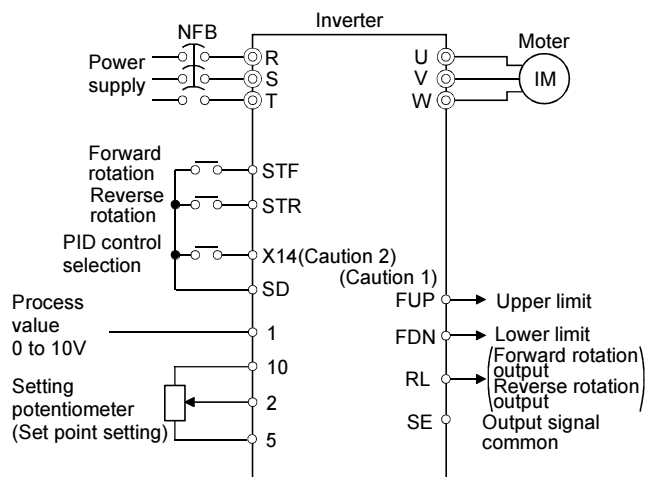 Inverter
NFB
Power
supply
R
S
T
U
V
W
Moter
IM
Forward
rotation
STF
Reverse
rotation
STR
PID control
selection
X14(Caution 2)
(Caution 1)
SD
Process
value
0 to 10V
1
10
Setting
potentiometer
(Set point setting)
2
5
FUP
Upper limit
FDN
Lower limit
RL
(Forward rotation
output
Reverse rotation
output)
SE
Output signal
common